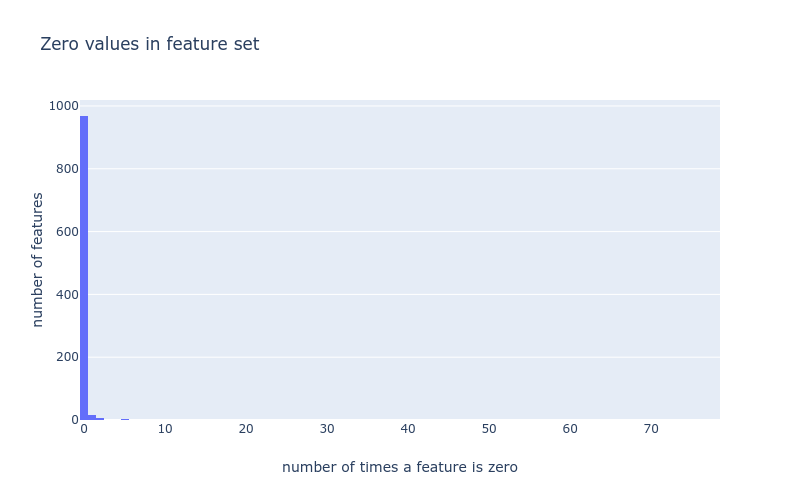 Zero values in feature set
1000
800
600
400
200
0
number of features
0 10 20 30 40 50 60 70
number of times a feature is zero